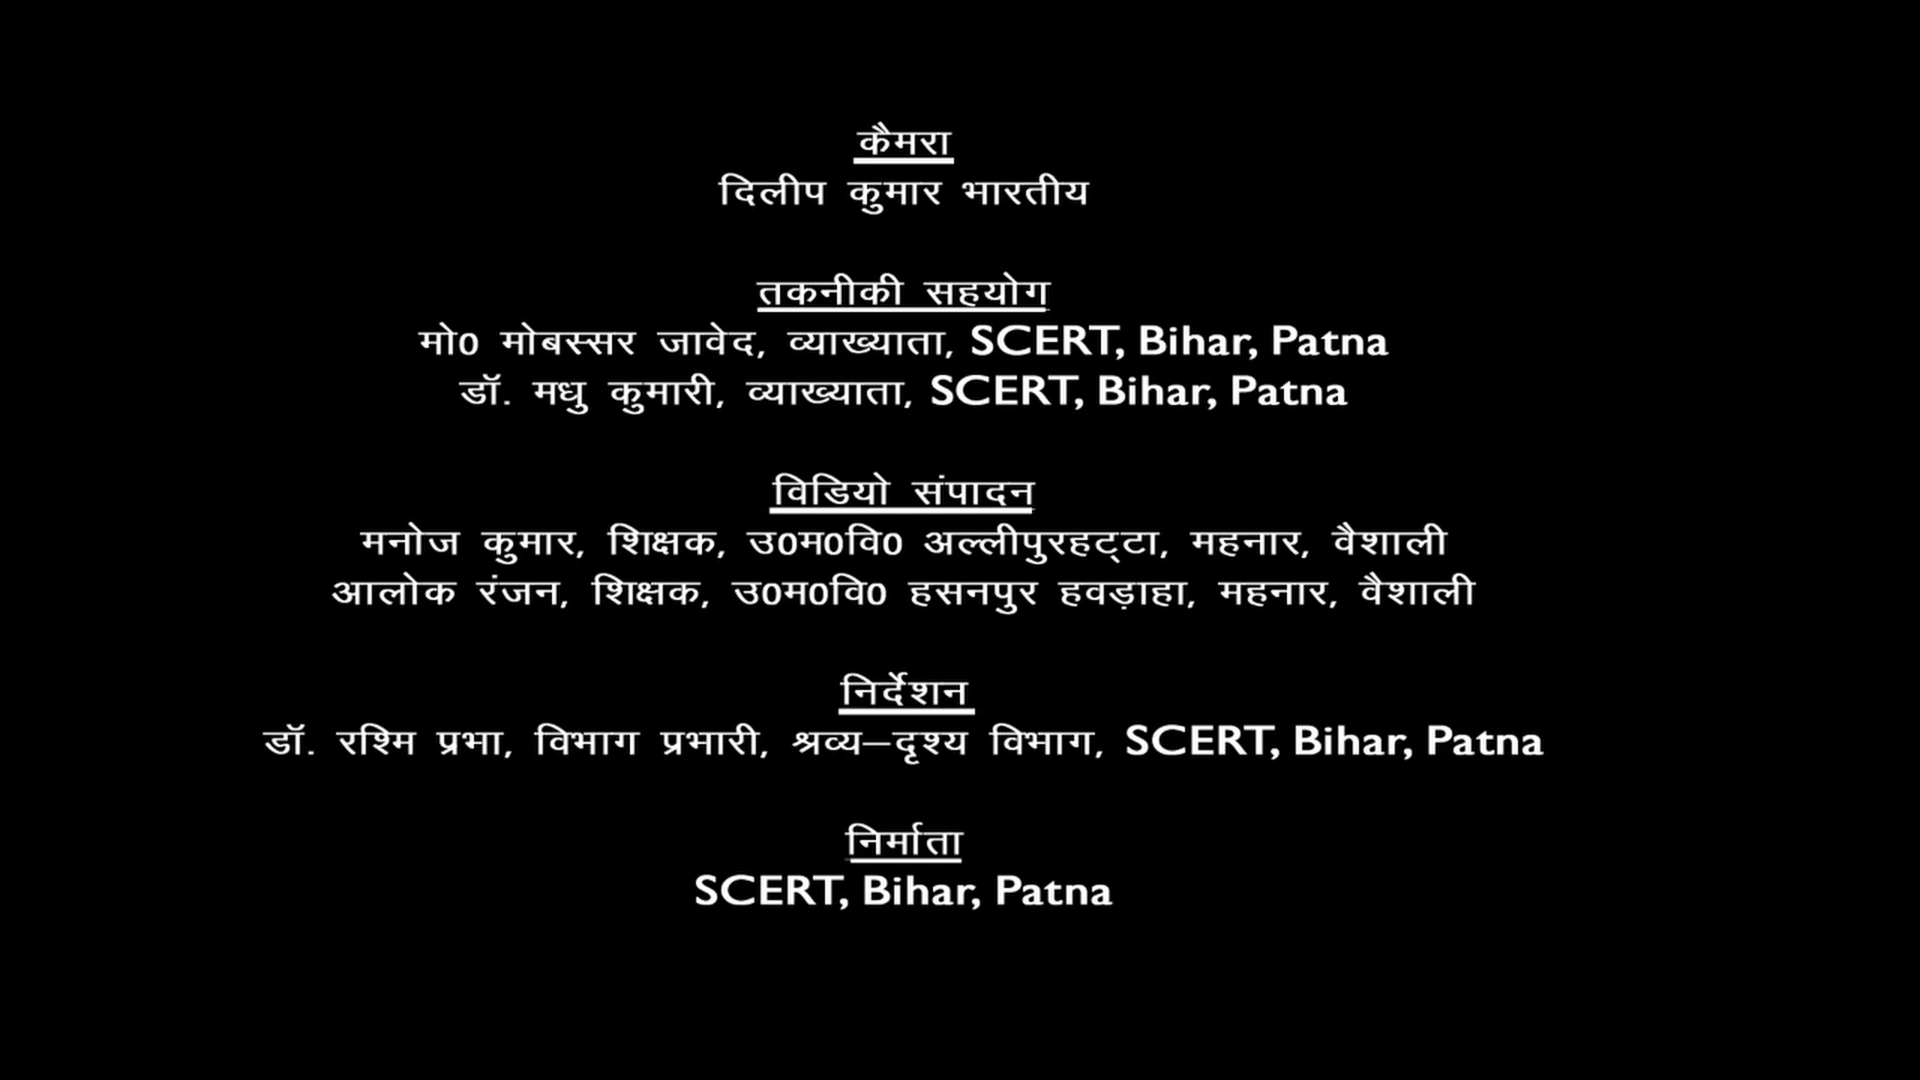 कैमरा
दिलीप कुमार भारतीय
तकनीकी सहयोग
मो0 मोबस्सर जावेद, व्याख्याता, SCERT, Bihar, Patna
डॉ. मधु कुमारी, व्याख्याता, SCERT, Bihar, Patna
विडियो संपादन
मनोज कुमार, शिक्षक, उ0म0वि0 अल्लीपुरहट्टा, महनार, वैशाली
आलोक रंजन, शिक्षक, उ0म0वि0 हसनपुर हवड़ाहा, महनार, वैशाली
निर्देशन
डॉ. रश्मि प्रभा, विभाग प्रभारी, श्रव्य–दृश्य विभाग, SCERT, Bihar, Patna
निर्माता
SCERT, Bihar, Patna